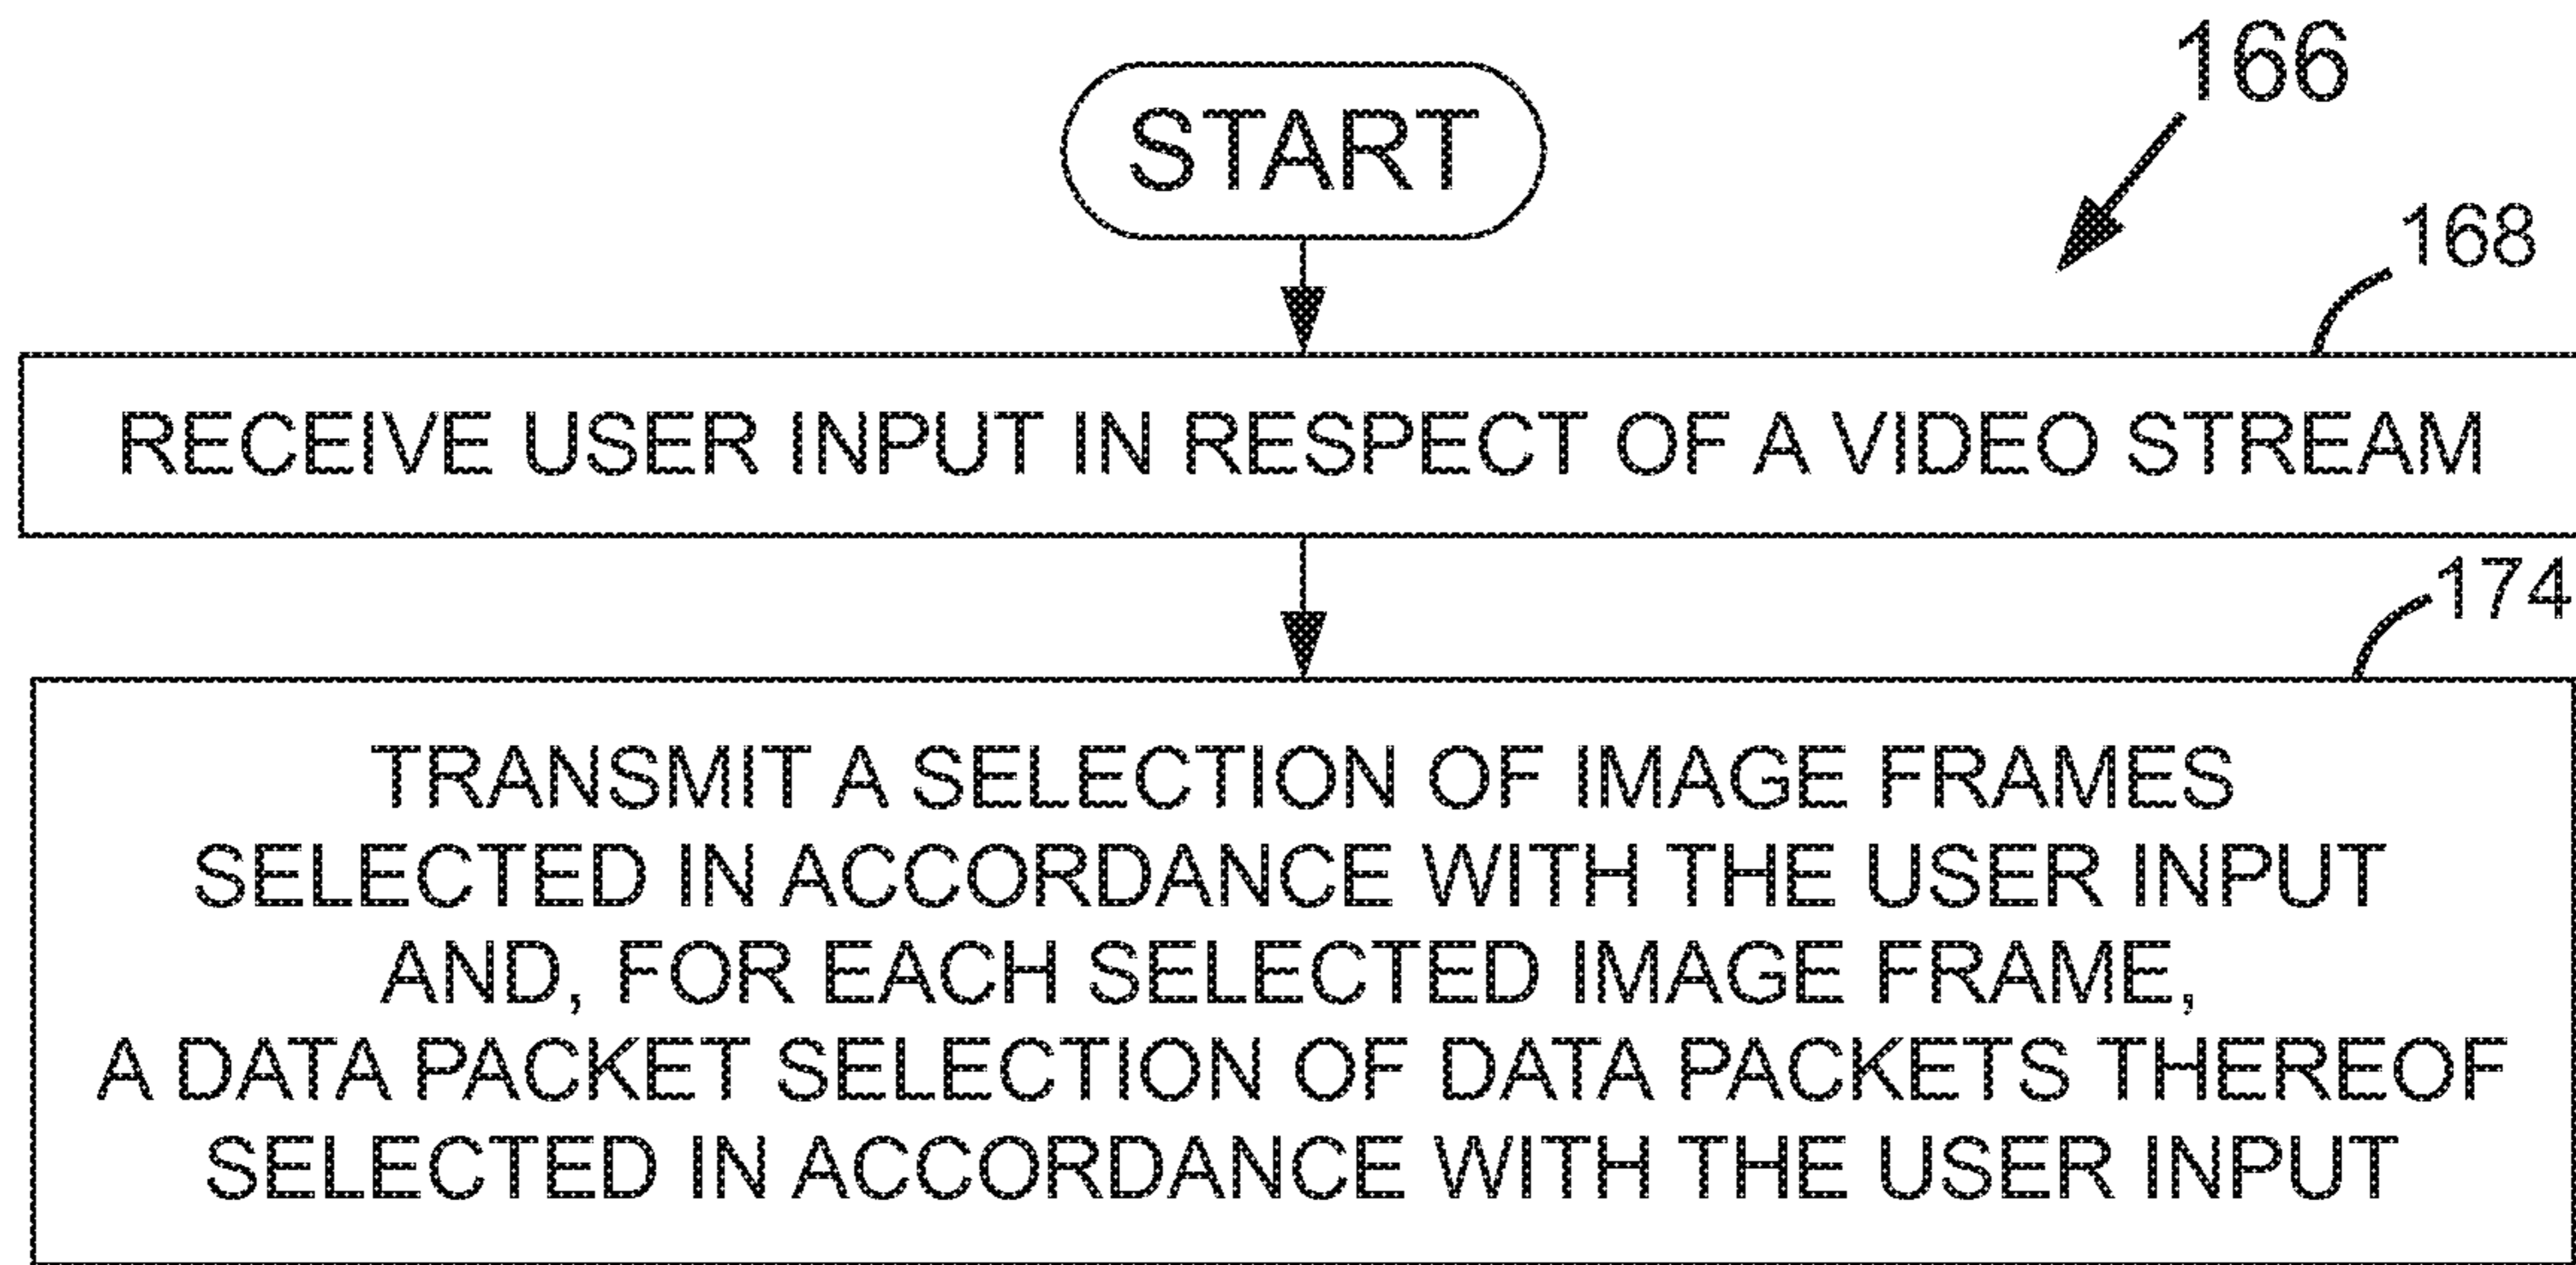 166
START
168
RECEIVE USER INPUT IN RESPECT OF A VIDEO STREAM
174
TRANSMIT A SELECTION OF IMAGE FRAMES
SELECTED IN ACCORDANCE WITH THE USER INPUT
AND, FOR EACH SELECTED IMAGE FRAME,
A DATA PACKET SELECTION OF DATA PACKETS THEREOF
SELECTED IN ACCORDANCE WITH THE USER INPUT